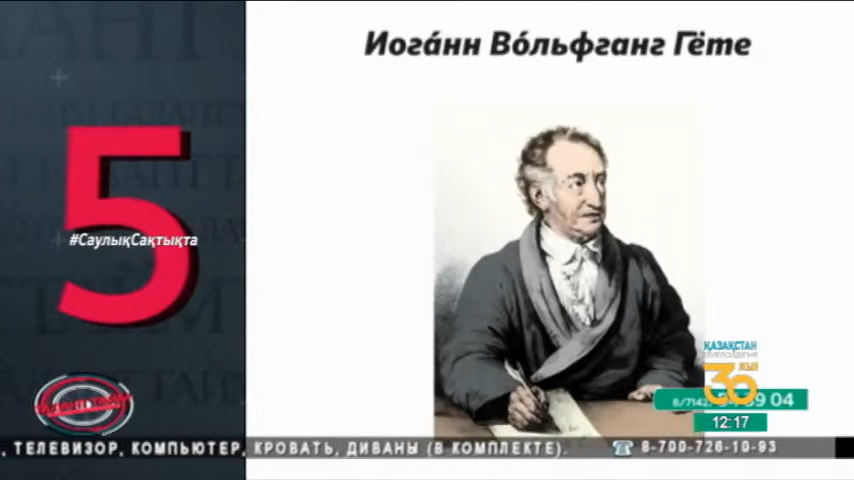 Иога́нн Во́льфганг Гёте
5
#СаулықСақтықта
ҚАЗАҚСТАН
30
12:17
, ТЕЛЕВИЗОР, КОМПЬЮТЕР, КРОВАТЬ, ДИВАНЫ (В КОМПЛЕКТЕ).
8-700-726-10-93